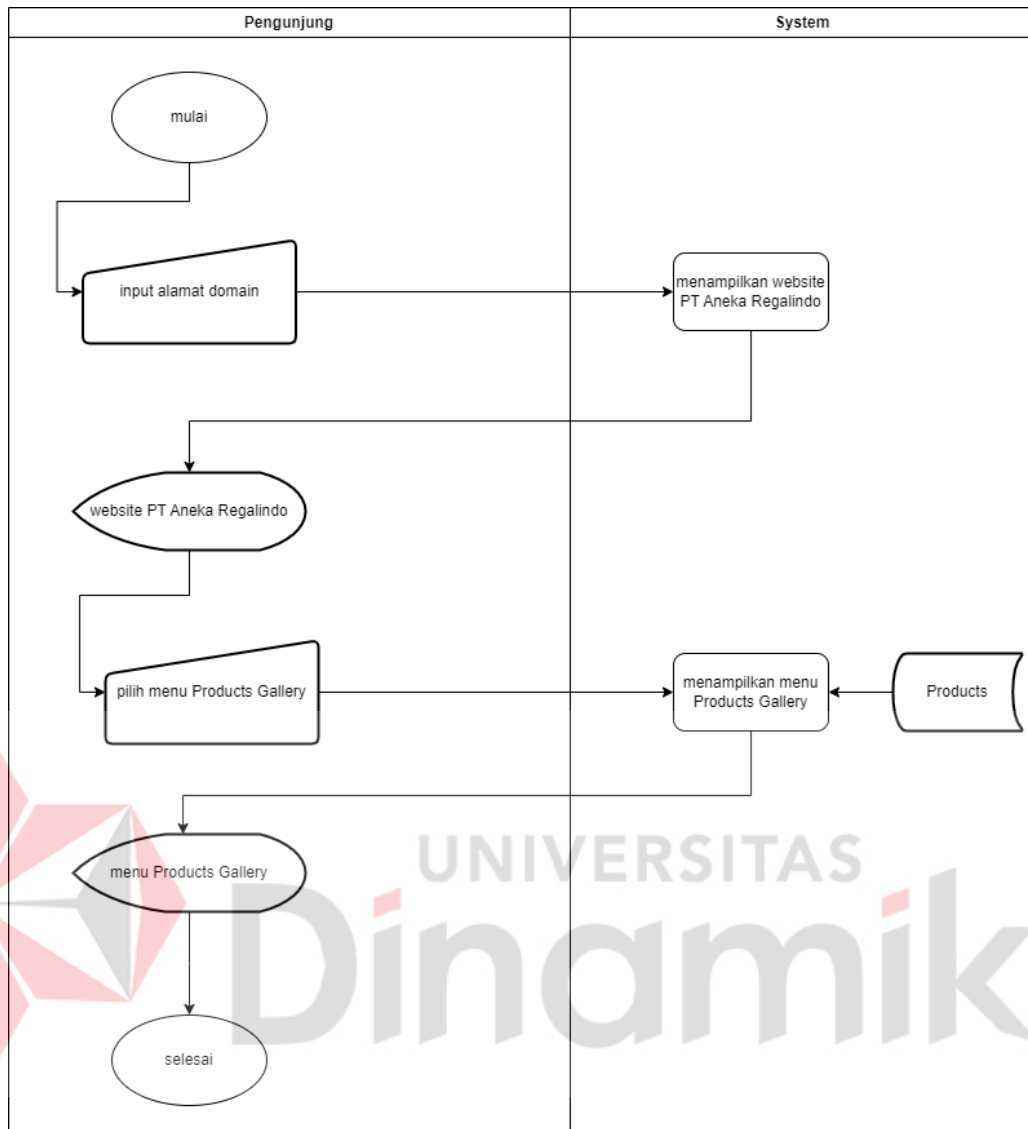 Pengunjung
System
mulai
input alamat domain
menampilkan website
PT Aneka Regalindo
website PT Aneka Regalindo
pilih menu Products Gallery
menampilkan menu
Products Gallery
Products
menu Products Gallery
UNIVERSITAS
Dinamik
selesai